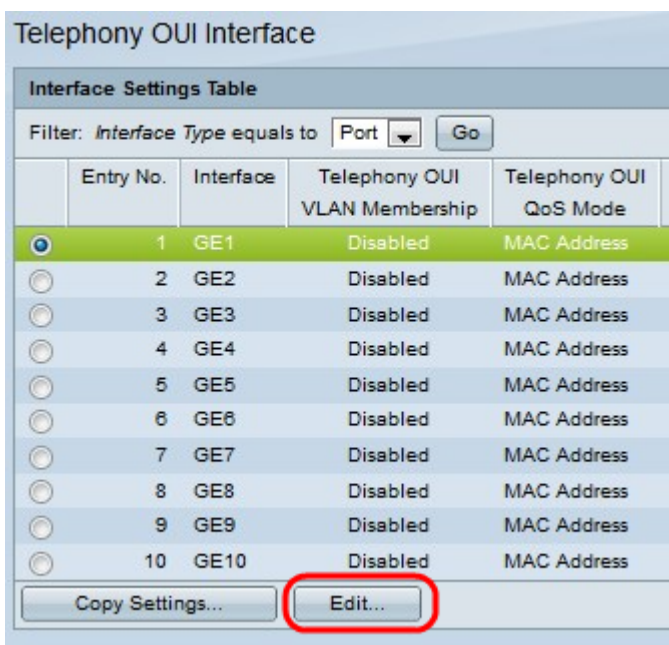 Telephony OUI Interface
Interface Settings Table
Filter: Interface Type equals to Port Go
Entry No. Interface Telephony OUI VLAN Membership Telephony OUI QoS Mode
1 GE1 Disabled MAC Address
2 GE2 Disabled MAC Address
3 GE3 Disabled MAC Address
4 GE4 Disabled MAC Address
5 GE5 Disabled MAC Address
6 GE6 Disabled MAC Address
7 GE7 Disabled MAC Address
8 GE8 Disabled MAC Address
9 GE9 Disabled MAC Address
10 GE10 Disabled MAC Address
Copy Settings... Edit...